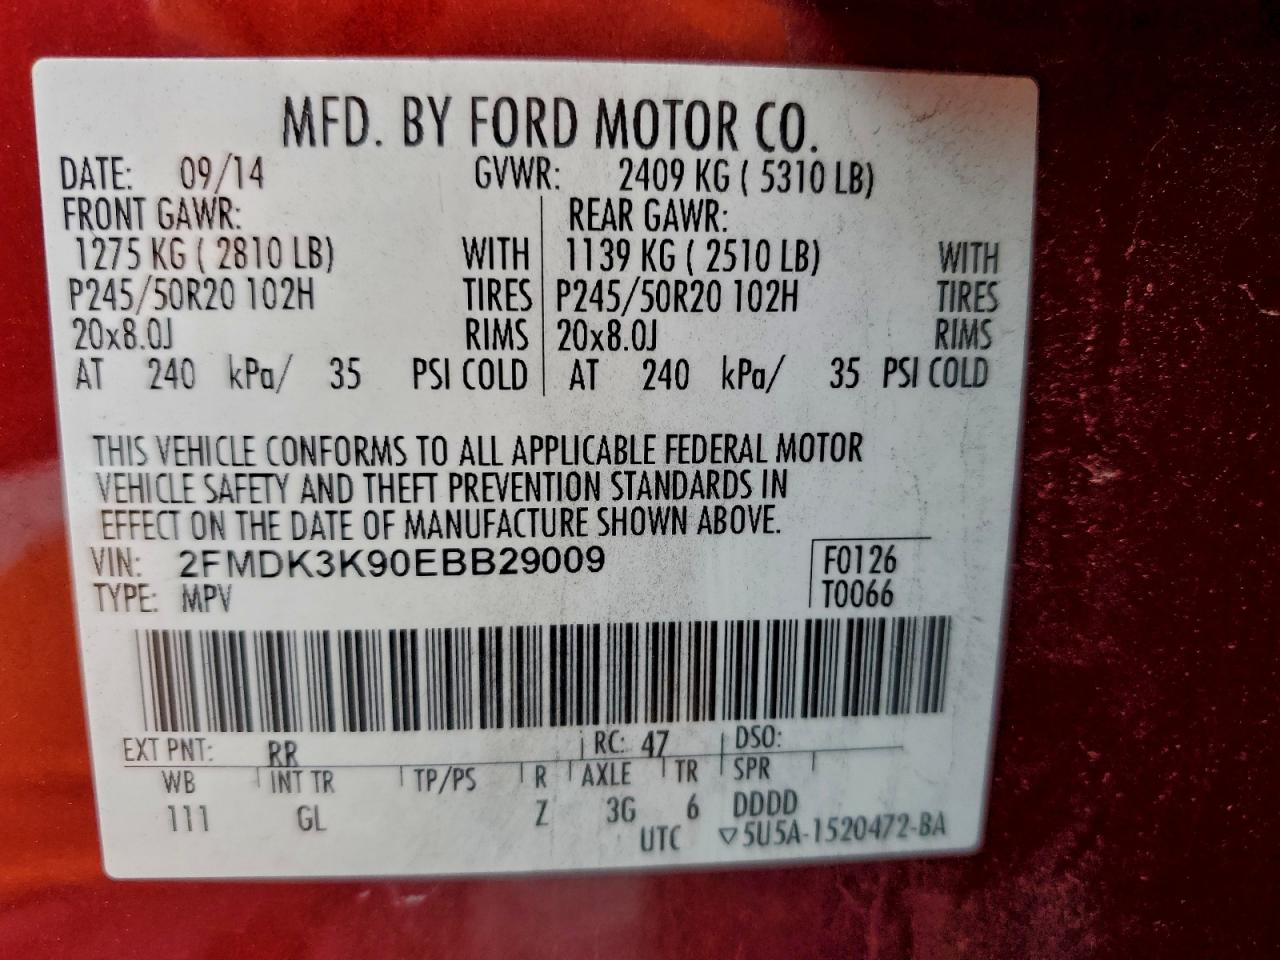 MFD. BY FORD MOTOR CO.
DATE: 09/14 GVWR: 2409 KG ( 5310 LB)
FRONT GAWR: REAR GAWR:
1275 KG ( 2810 LB) WITH 1139 KG ( 2510 LB) WITH
P245/50R20 102H TIRES P245/50R20 102H TIRES
20x8.0J RIMS 20x8.0J RIMS
AT 240 kPa/ 35 PSI COLD AT 240 kPa/ 35 PSI COLD
THIS VEHICLE CONFORMS TO ALL APPLICABLE FEDERAL MOTOR
VEHICLE SAFETY AND THEFT PREVENTION STANDARDS IN
EFFECT ON THE DATE OF MANUFACTURE SHOWN ABOVE.
VIN: 2FMDK3K90EBB29009 F0126
TYPE: MPV T0066
EXT PNT: RR RC: 47 DSO:
WB INT TR TP/PS R AXLE TR SPR
111 GL Z 3G 6 DDDD
UTC ▽5U5A-1520472-BA